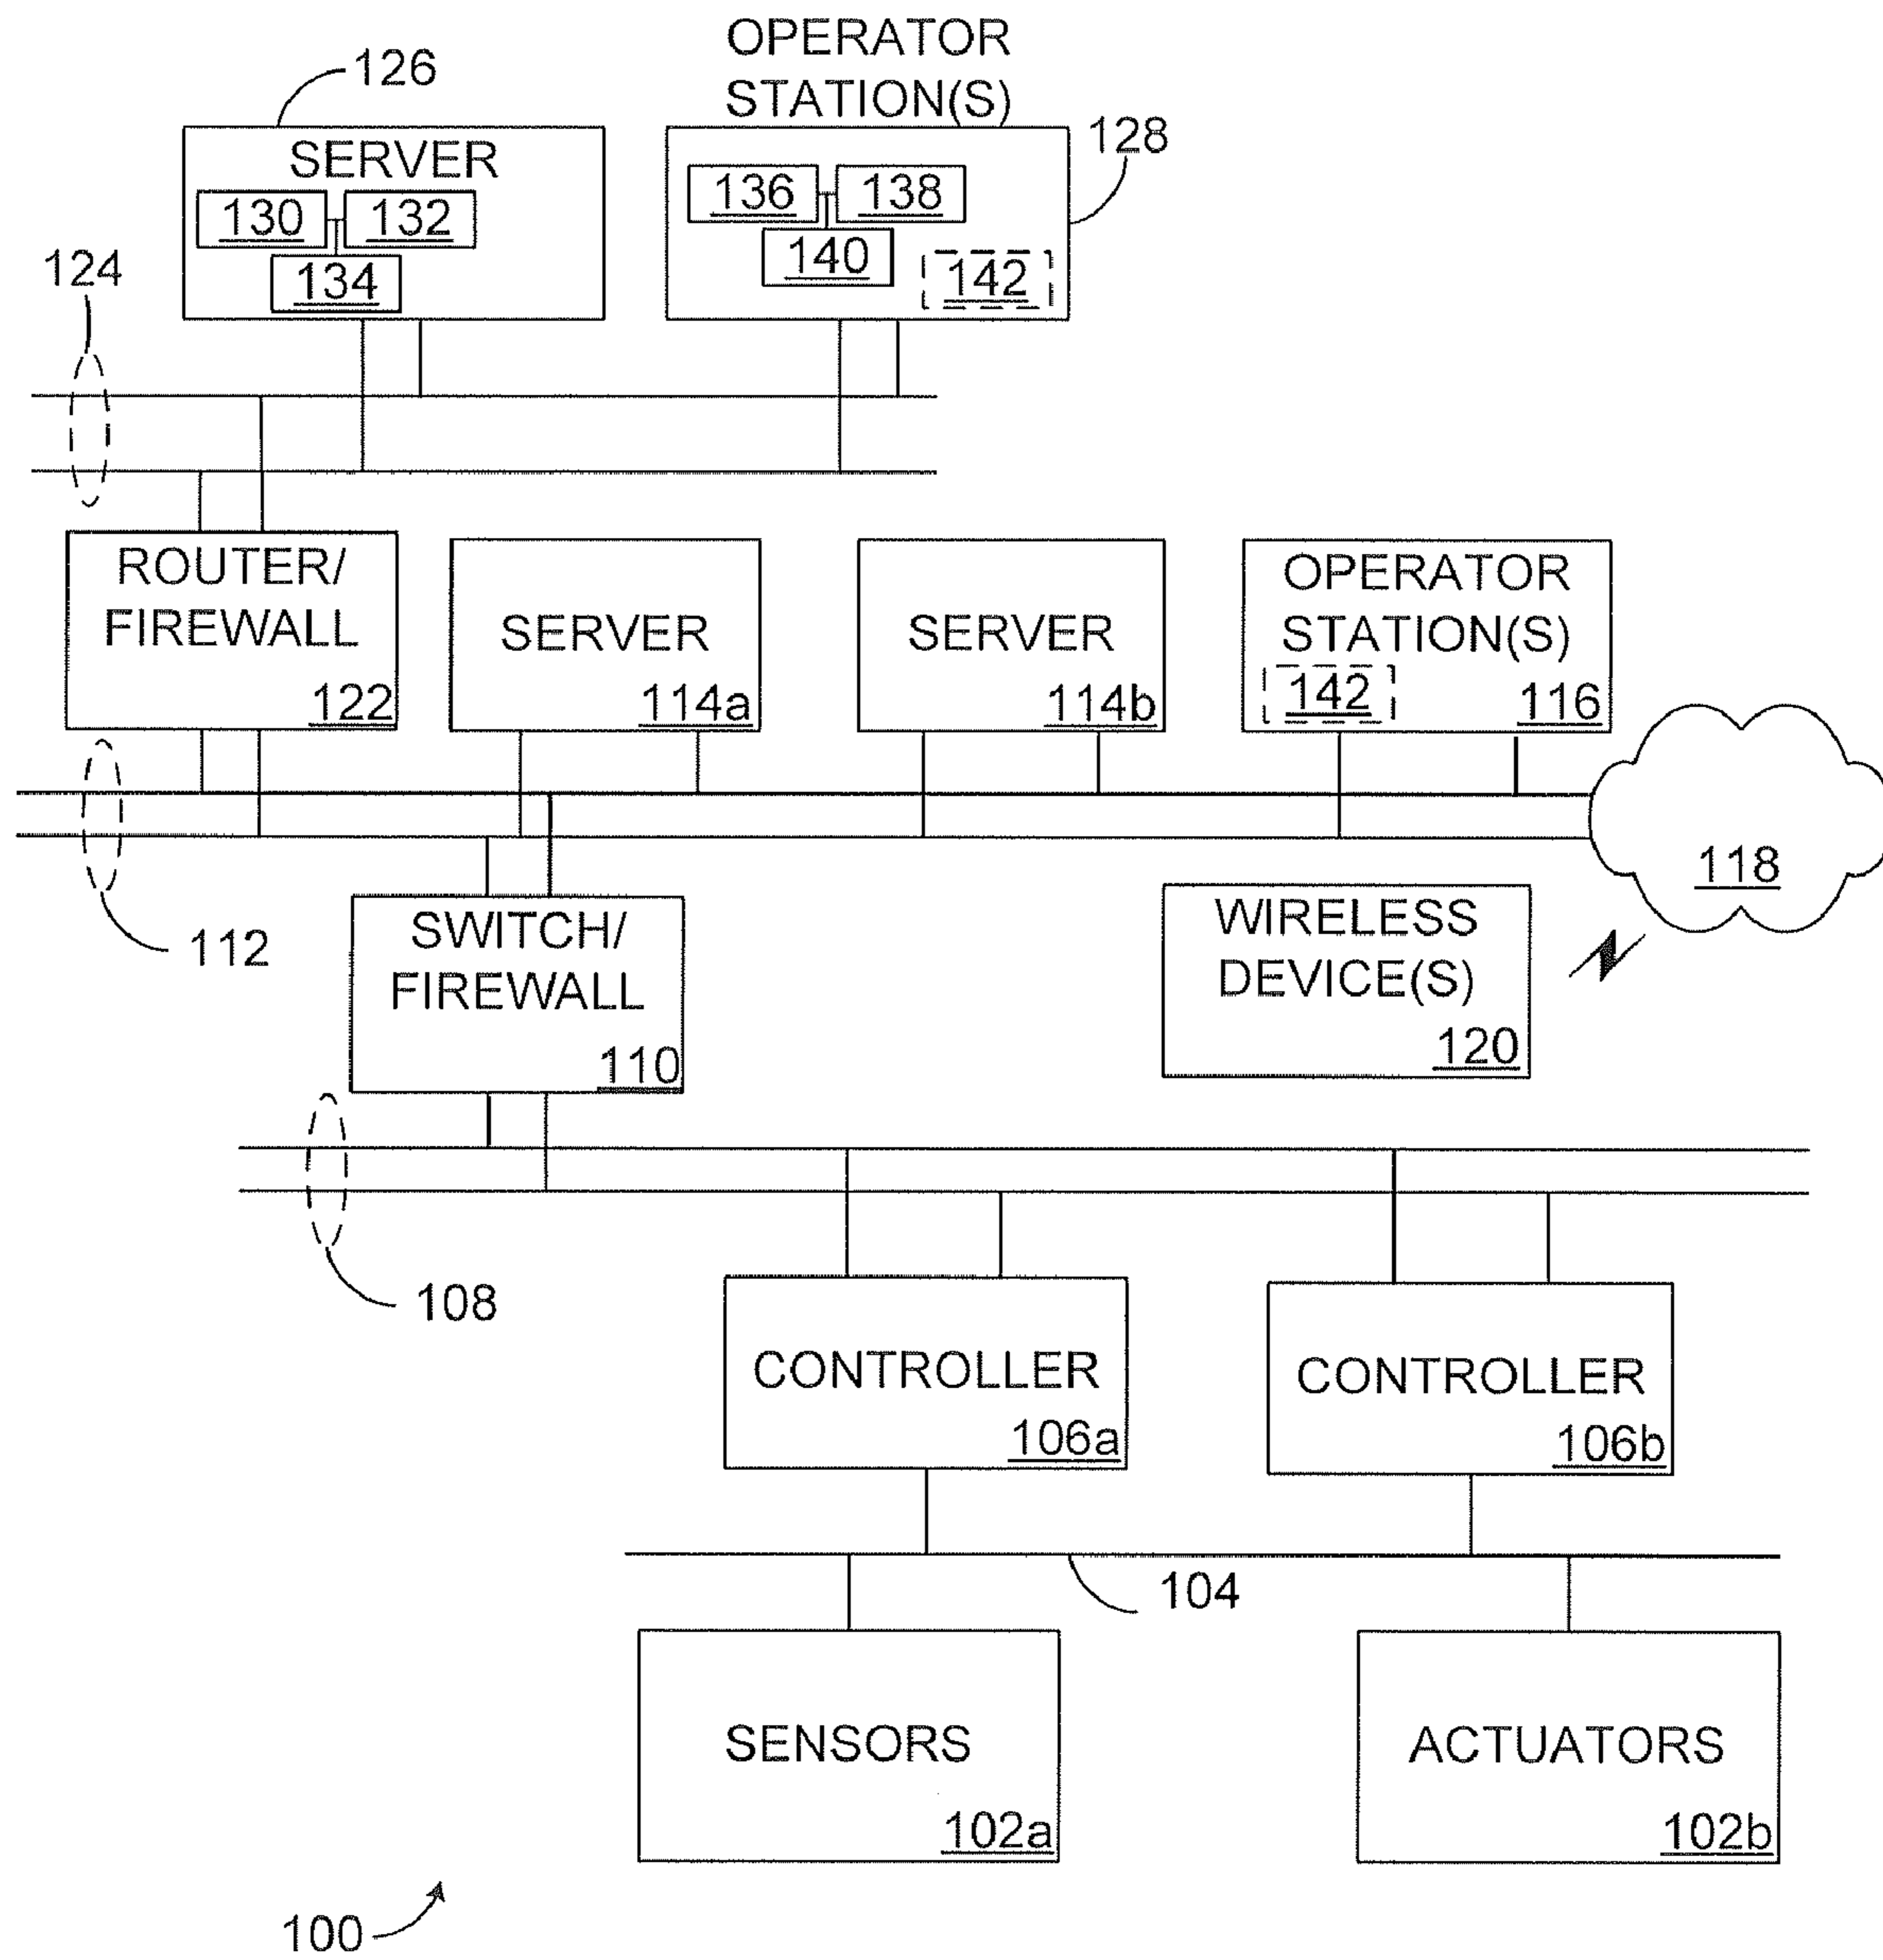 126
OPERATOR
STATION(S)
128
SERVER
130
132
134
136
138
140
142
124
ROUTER/
FIREWALL
122
SERVER
114a
SERVER
114b
OPERATOR
STATION(S)
142
116
118
112
SWITCH/
FIREWALL
110
WIRELESS
DEVICE(S)
120
108
CONTROLLER
106a
CONTROLLER
106b
104
SENSORS
102a
ACTUATORS
102b
100